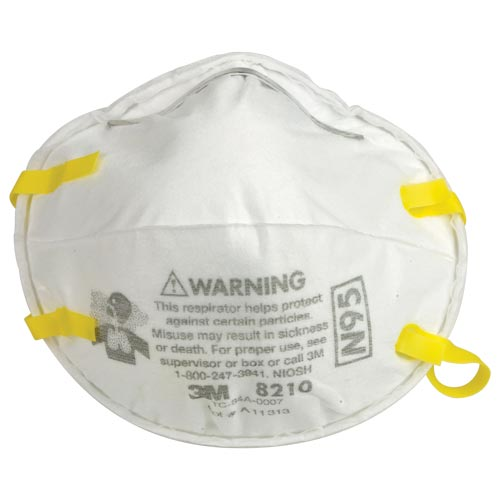 WARNING
This respirator helps protect
against certain particles.
Misuse may result in sickness
or death. For proper use, see
supervisor or box or call 3M
1-800-247-3941. NIOSH
3M 8210
TC-84A-0007
Lot # A11313
N95